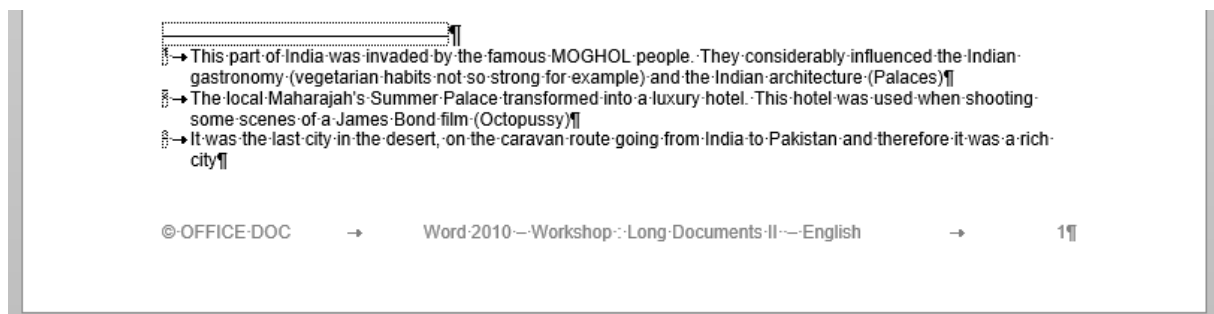 This part of India was invaded by the famous MOGHOL people. They considerably influenced the Indian
gastronomy (vegetarian habits not so strong for example) and the Indian architecture (Palaces)¶
The local Maharajah's Summer Palace transformed into a luxury hotel. This hotel was used when shooting
some scenes of a James Bond film (Octopussy)¶
It was the last city in the desert, on the caravan route going from India to Pakistan and therefore it was a rich
city¶
© OFFICE DOC → Word 2010 – Workshop : Long Documents II – English → 1¶